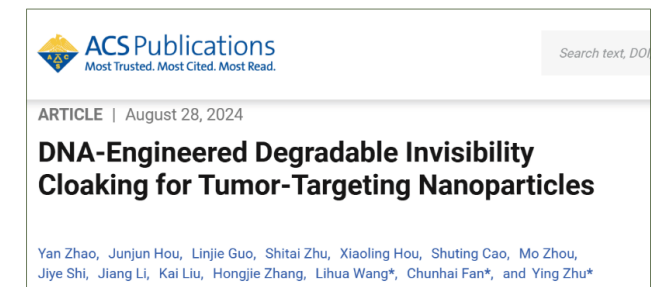 ACS Publications
Most Trusted. Most Cited. Most Read.
Search text, DOI
ARTICLE | August 28, 2024
DNA-Engineered Degradable Invisibility
Cloaking for Tumor-Targeting Nanoparticles
Yan Zhao, Junjun Hou, Linjie Guo, Shitai Zhu, Xiaoling Hou, Shuting Cao, Mo Zhou,
Jiye Shi, Jiang Li, Kai Liu, Hongjie Zhang, Lihua Wang*, Chunhai Fan*, and Ying Zhu*